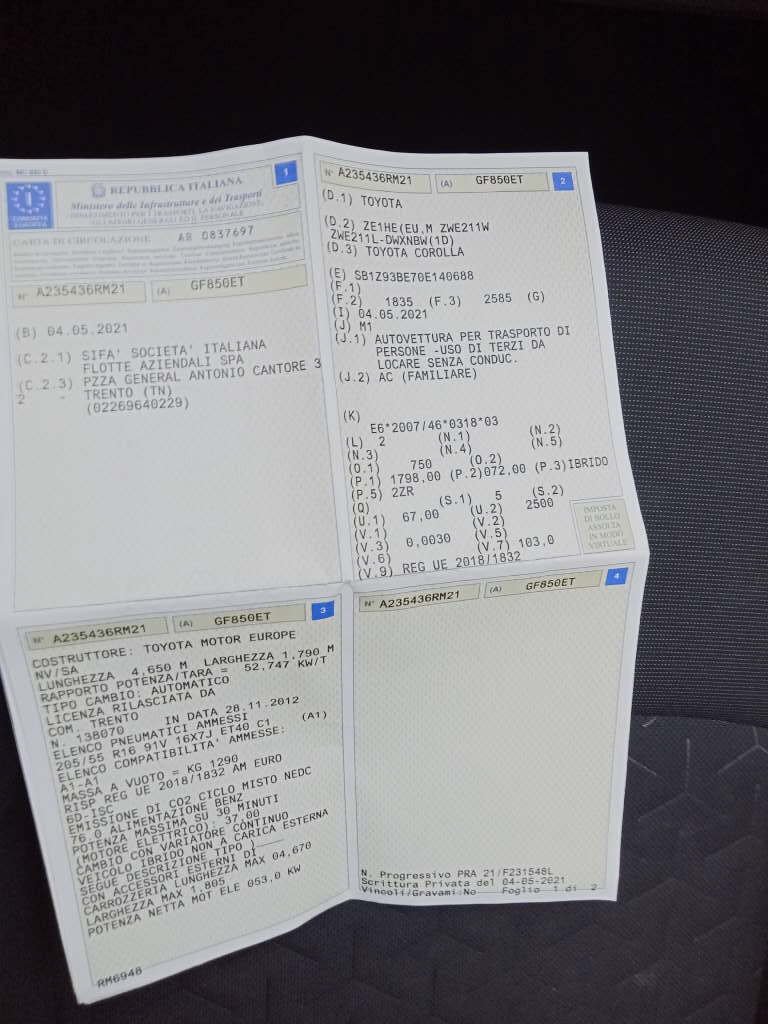 1
REPUBBLICA ITALIANA
Ministero delle Infrastrutture e dei Trasporti
DIPARTIMENTO PER I TRASPORTI, LA NAVIGAZIONE,
GLI AFFARI GENERALI ED IL PERSONALE
CARTA DI CIRCOLAZIONE AR 0837697
N° A235436RM21 (A) GF850ET
(B) 04.05.2021
(C.2.1) SIFA' SOCIETA' ITALIANA
FLOTTE AZIENDALI SPA
(C.2.3) PZZA GENERAL ANTONIO CANTORE 3
2 - TRENTO (TN)
(02269640229)
N° A235436RM21 (A) GF850ET 2
(D.1) TOYOTA
(D.2) ZE1HE(EU,M ZWE211W
ZWE211L-DWXNBW(1D)
(D.3) TOYOTA COROLLA
(E) SB1Z93BE70E140688
(F.1)
(F.2) 1835 (F.3) 2585 (G)
(I) 04.05.2021
(J) M1
(J.1) AUTOVETTURA PER TRASPORTO DI
PERSONE -USO DI TERZI DA
LOCARE SENZA CONDUC.
(J.2) AC (FAMILIARE)
(K)
E6*2007/46*0318*03
(L) 2 (N.1) (N.2)
(N.3) (N.4) (N.5)
(O.1) 750 (O.2)
(P.1) 1798,00 (P.2)072,00 (P.3)IBRIDO
(P.5) 2ZR
(Q) (S.1) 5 (S.2)
(U.1) 67,00 (U.2) 2500
(V.1) (V.2)
(V.3) 0,0030 (V.5)
(V.6) (V.7) 103,0
(V.9) REG UE 2018/1832
IMPOSTA
DI BOLLO
ASSOLTA
IN MODO
VIRTUALE
N° A235436RM21 (A) GF850ET 3
COSTRUTTORE: TOYOTA MOTOR EUROPE
NV/SA
LUNGHEZZA 4,650 M LARGHEZZA 1,790 M
RAPPORTO POTENZA/TARA = 52,747 KW/T
TIPO CAMBIO: AUTOMATICO
LICENZA RILASCIATA DA
COM. TRENTO
N. 138070 IN DATA 28.11.2012
ELENCO PNEUMATICI AMMESSI
205/55 R16 91V 16X7J ET40 C1 (A1)
ELENCO COMPATIBILITA' AMMESSE:
A1-A1
MASSA A VUOTO = KG 1290
RISP REG UE 2018/1832 AM EURO
6D-ISC
EMISSIONE DI CO2 CICLO MISTO NEDC
76.0 ALIMENTAZIONE BENZ
POTENZA MASSIMA SU 30 MINUTI
(MOTORE ELETTRICO): 37,00
CAMBIO CON VARIATORE CONTINUO
VEICOLO IBRIDO NON A CARICA ESTERNA
SEGUE DESCRIZIONE TIPO )____
CON ACCESSORI ESTERNI DI
CARROZZERIA LUNGHEZZA MAX 04,670
LARGHEZZA MAX 1,805
POTENZA NETTA MOT ELE 053,0 KW
RM6948
N° A235436RM21 (A) GF850ET 4
N. Progressivo PRA 21/F231548L
Scrittura Privata del 04-05-2021
Vincoli/Gravami:No Foglio 1 di 2